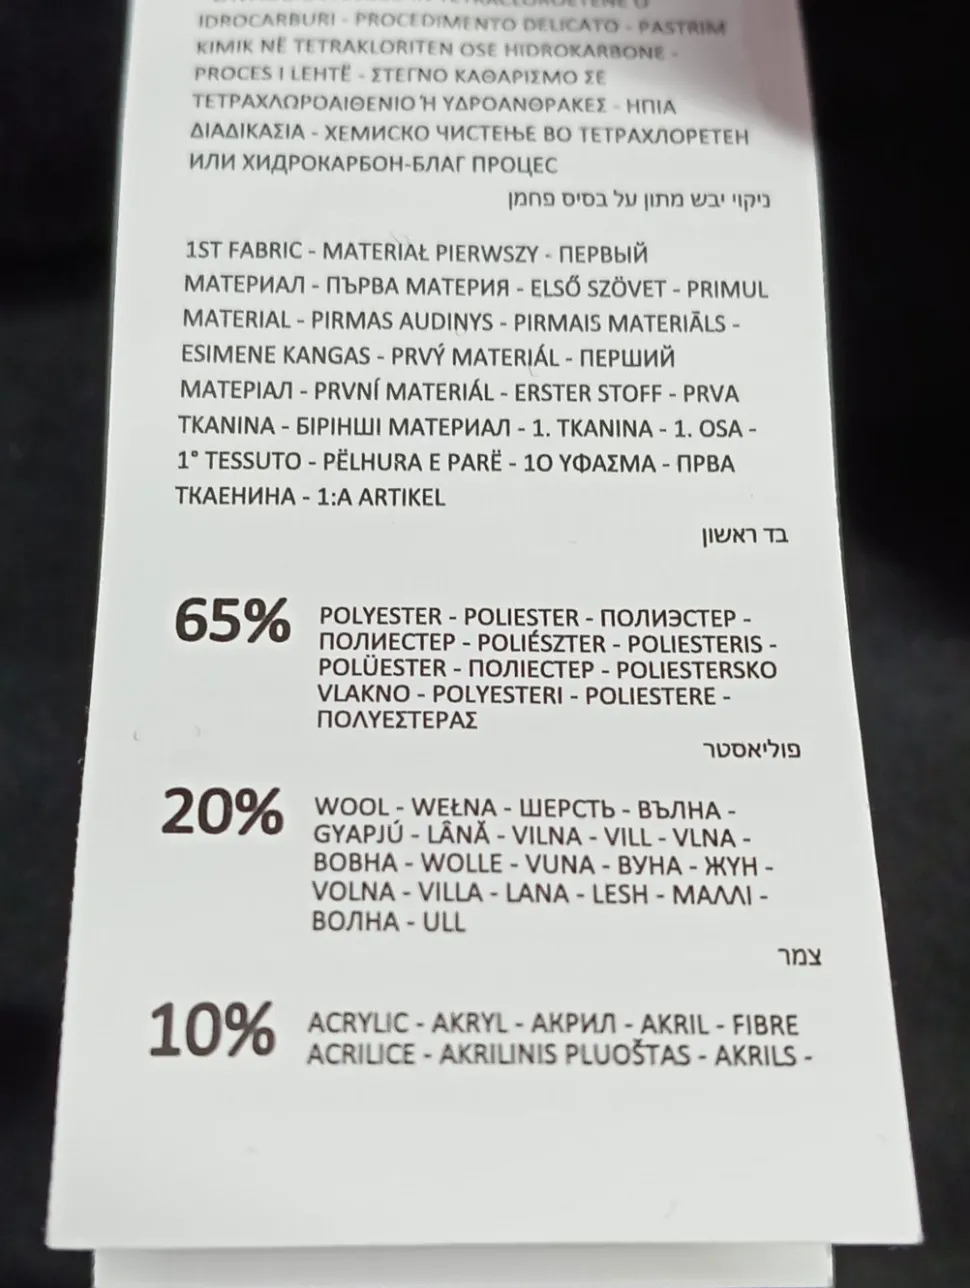 IDROCARBURI - PROCEDIMENTO DELICATO - PASTRIM
KIMIK NË TETRAKLORITEN OSE HIDROKARBONE -
PROCES I LEHTË - ΣΤΕΓΝΟ ΚΑΘΑΡΙΣΜΟ ΣΕ
ΤΕΤΡΑΧΛΩΡΟΑΙΘΕΝΙΟ Ή ΥΔΡΟΑΝΘΡΑΚΕΣ - ΗΠΙΑ
ΔΙΑΔΙΚΑΣΙΑ - ХЕМИСКО ЧИСТЕЊЕ ВО ТЕТРАХЛОРЕТЕН
ИЛИ ХИДРОКАРБОН-БЛАГ ПРОЦЕС
ניקוי יבש מתון על בסיס פחמן
1ST FABRIC - MATERIAŁ PIERWSZY - ПЕРВЫЙ
МАТЕРИАЛ - ПЪРВА МАТЕРИЯ - ELSŐ SZÖVET - PRIMUL
MATERIAL - PIRMAS AUDINYS - PIRMAIS MATERIĀLS -
ESIMENE KANGAS - PRVÝ MATERIÁL - ПЕРШИЙ
МАТЕРІАЛ - PRVNÍ MATERIÁL - ERSTER STOFF - PRVA
TKANINA - БІРІНШІ МАТЕРИАЛ - 1. TKANINA - 1. OSA -
1° TESSUTO - PËLHURA E PARË - 1Ο ΥΦΑΣΜΑ - ПРВА
ТКАЕНИНА - 1:A ARTIKEL
בד ראשון
65% POLYESTER - POLIESTER - ПОЛИЭСТЕР -
ПОЛИЕСТЕР - POLIÉSZTER - POLIESTERIS -
POLÜESTER - ПОЛІЕСТЕР - POLIESTERSKO
VLAKNO - POLYESTERI - POLIESTERE -
ΠΟΛΥΕΣΤΕΡΑΣ
פוליאסטר
20% WOOL - WEŁNA - ШЕРСТЬ - ВЪЛНА -
GYAPJÚ - LÂNĂ - VILNA - VILL - VLNA -
ВОВНА - WOLLE - VUNA - ВУНА - ЖҮН -
VOLNA - VILLA - LANA - LESH - ΜΑΛΛΙ -
ВОЛНА - ULL
צמר
10% ACRYLIC - AKRYL - АКРИЛ - AKRIL - FIBRE
ACRILICE - AKRILINIS PLUOŠTAS - AKRILS -